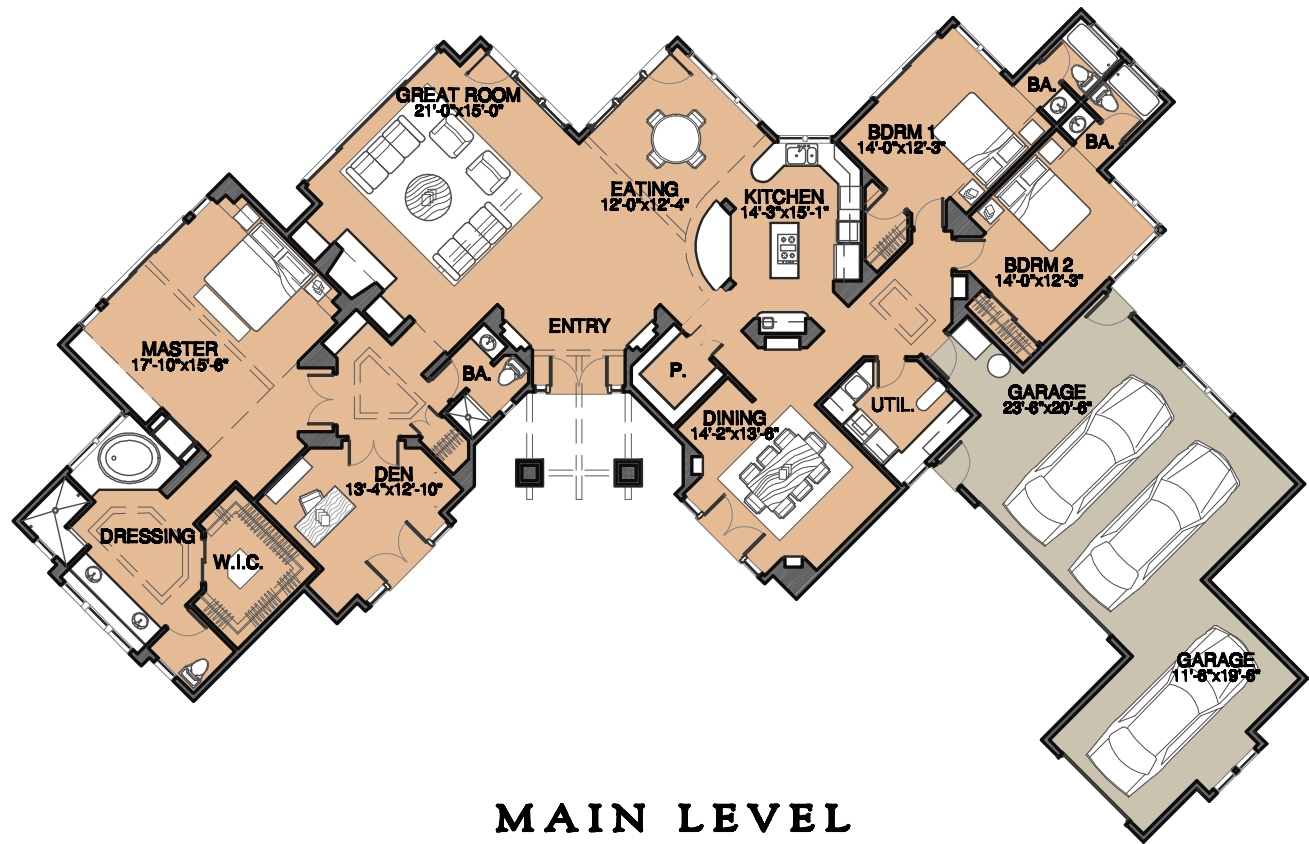 GREAT ROOM
21'-0"x15'-0"
BA.
BDRM 1
14'-0"x12'-3"
BA.
EATING
12'-0"x12'-4"
KITCHEN
14'-3"x15'-1"
BDRM 2
14'-0"x12'-3"
ENTRY
MASTER
17'-10"x15'-6"
BA.
P.
GARAGE
23'-6"x20'-6"
UTIL.
DINING
14'-2"x13'-6"
DEN
13'-4"x12'-10"
DRESSING
W.I.C.
GARAGE
11'-6"x19'-6"
MAIN LEVEL